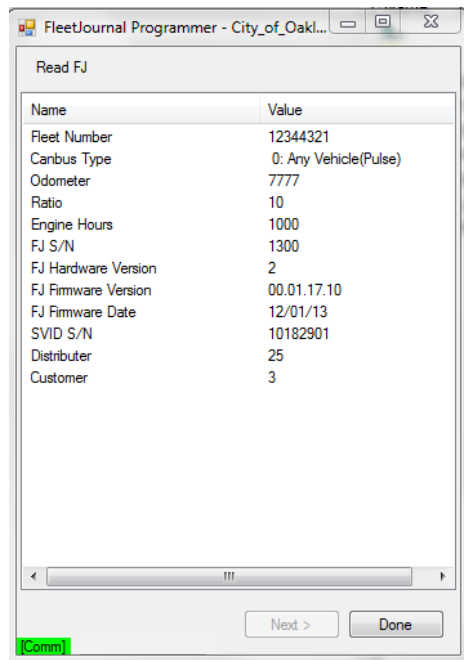 FleetJournal Programmer - City_of_Oakl...
Read FJ
Name Value
Fleet Number 12344321
Canbus Type 0: Any Vehicle(Pulse)
Odometer 7777
Ratio 10
Engine Hours 1000
FJ S/N 1300
FJ Hardware Version 2
FJ Firmware Version 00.01.17.10
FJ Firmware Date 12/01/13
SVID S/N 10182901
Distributer 25
Customer 3
Next > Done
[Comm]